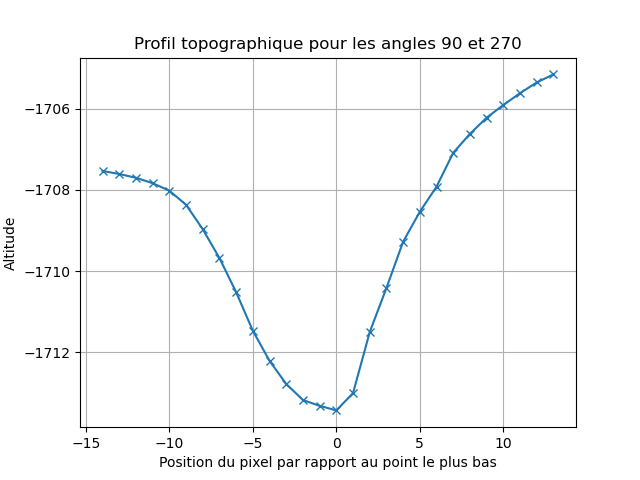 Profil topographique pour les angles 90 et 270
Altitude
−1706
−1708
−1710
−1712
−15 −10 −5 0 5 10
Position du pixel par rapport au point le plus bas